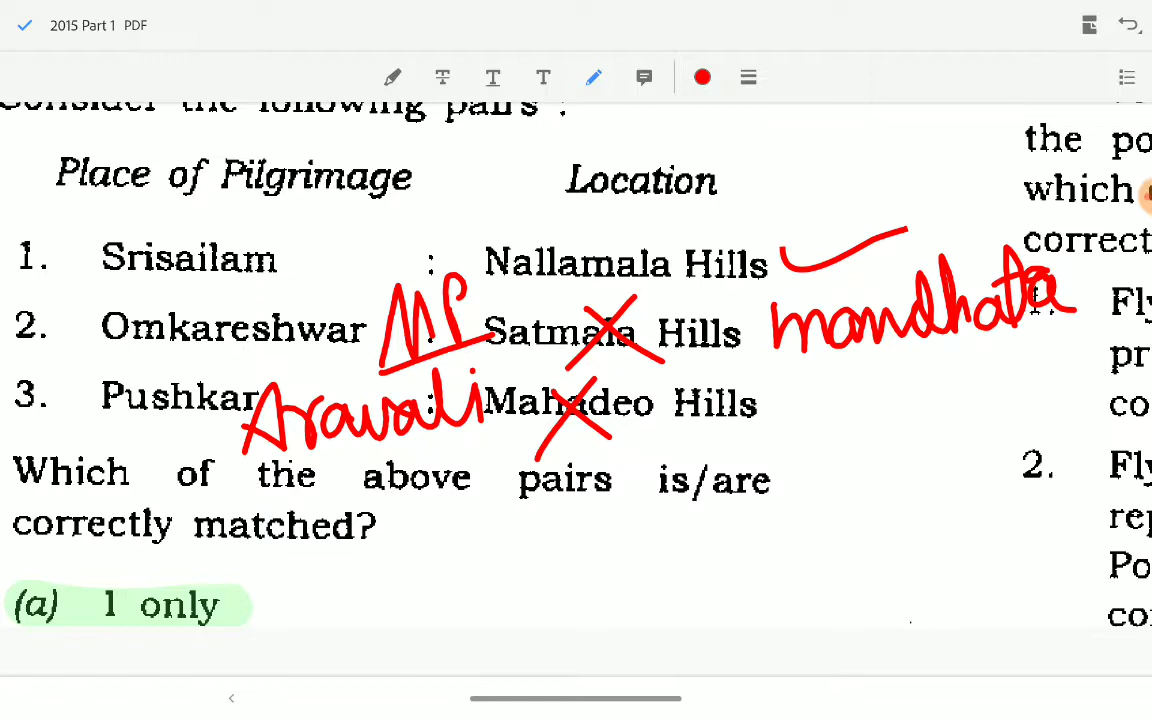 2015 Part 1 PDF
Consider the following pairs :
Place of Pilgrimage Location
1. Srisailam : Nallamala Hills
2. Omkareshwar MP : Satmala Hills mandhata
3. Pushkar Aravali : Mahadeo Hills
Which of the above pairs is/are
correctly matched?
(a) 1 only
the po
which
correct
1. Fly
pr
co
2. Fly
rep
Po
co